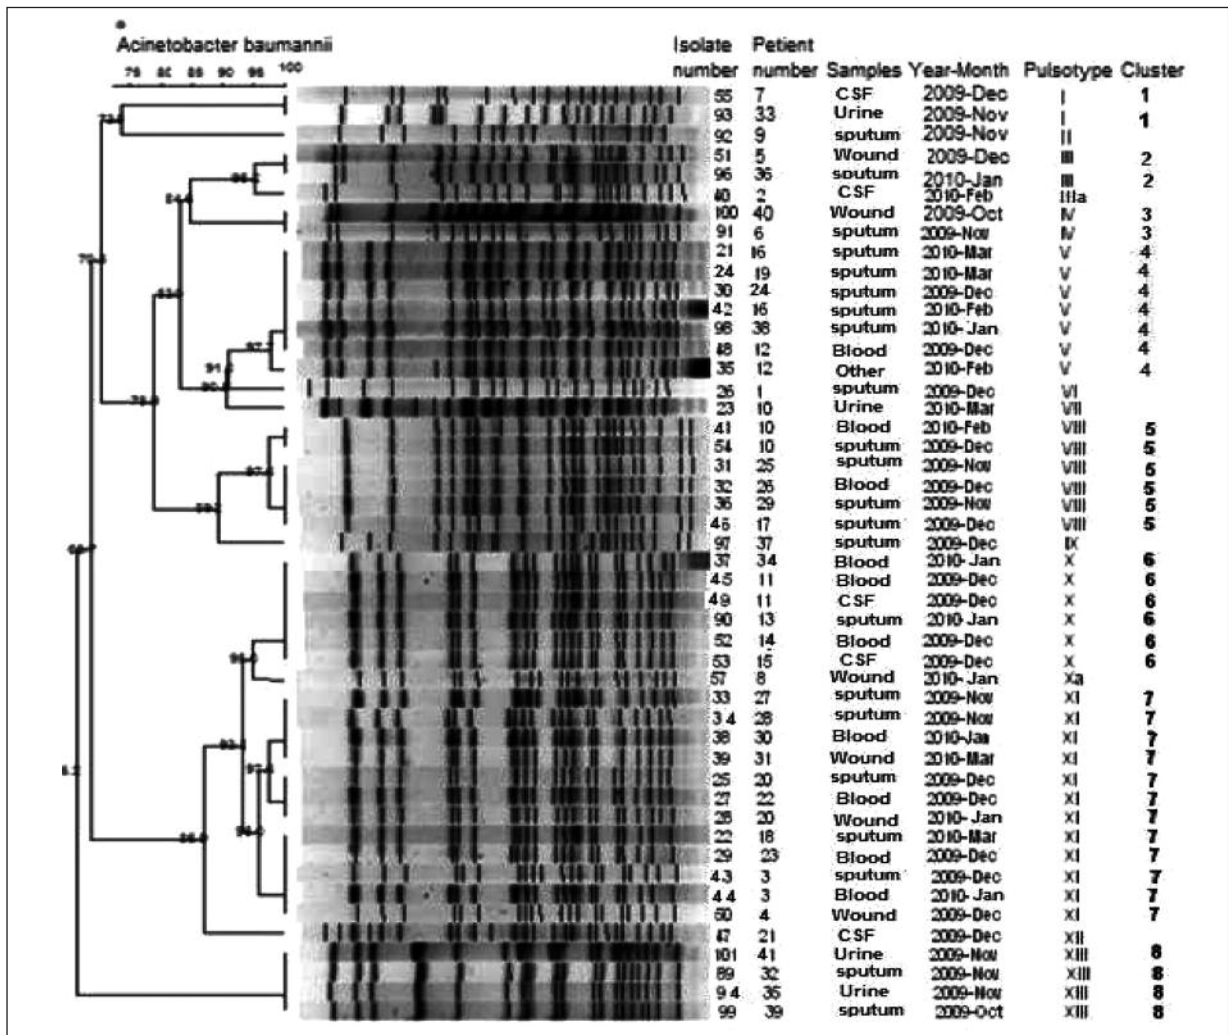 Acinetobacter baumannii
Isolate Petient
number number Samples Year-Month Pulsotype Cluster
100
55 7 CSF 2009-Dec I 1
93 33 Urine 2009-Nov I 1
92 9 sputum 2009-Nov II
51 5 Wound 2009-Dec III 2
96 36 sputum 2010-Jan III 2
40 2 CSF 2010-Feb IIIa
100 40 Wound 2009-Oct IV 3
91 6 sputum 2009-Nov IV 3
21 16 sputum 2010-Mar V 4
24 19 sputum 2010-Mar V 4
30 24 sputum 2009-Dec V 4
42 16 sputum 2010-Feb V 4
98 38 sputum 2010-Jan V 4
48 12 Blood 2009-Dec V 4
35 12 Other 2010-Feb V 4
26 1 sputum 2009-Dec VI
23 10 Urine 2010-Mar VII
41 10 Blood 2010-Feb VIII 5
54 10 sputum 2009-Dec VIII 5
31 25 sputum 2009-Nov VIII 5
32 26 Blood 2009-Dec VIII 5
36 29 sputum 2009-Nov VIII 5
46 17 sputum 2009-Dec VIII 5
97 37 sputum 2009-Dec IX
37 34 Blood 2010-Jan X 6
45 11 Blood 2009-Dec X 6
49 11 CSF 2009-Dec X 6
90 13 sputum 2010-Jan X 6
52 14 Blood 2009-Dec X 6
53 15 CSF 2009-Dec X 6
57 8 Wound 2010-Jan Xa
33 27 sputum 2009-Nov XI 7
34 28 sputum 2009-Nov XI 7
38 30 Blood 2010-Jan XI 7
39 31 Wound 2010-Mar XI 7
25 20 sputum 2009-Dec XI 7
27 22 Blood 2009-Dec XI 7
28 20 Wound 2010-Jan XI 7
22 18 sputum 2010-Mar XI 7
29 23 Blood 2009-Dec XI 7
43 3 sputum 2009-Dec XI 7
44 3 Blood 2010-Jan XI 7
50 4 Wound 2009-Dec XI 7
47 21 CSF 2009-Dec XII
101 41 Urine 2009-Nov XIII 8
89 32 sputum 2009-Nov XIII 8
94 35 Urine 2009-Nov XIII 8
99 39 sputum 2009-Oct XIII 8